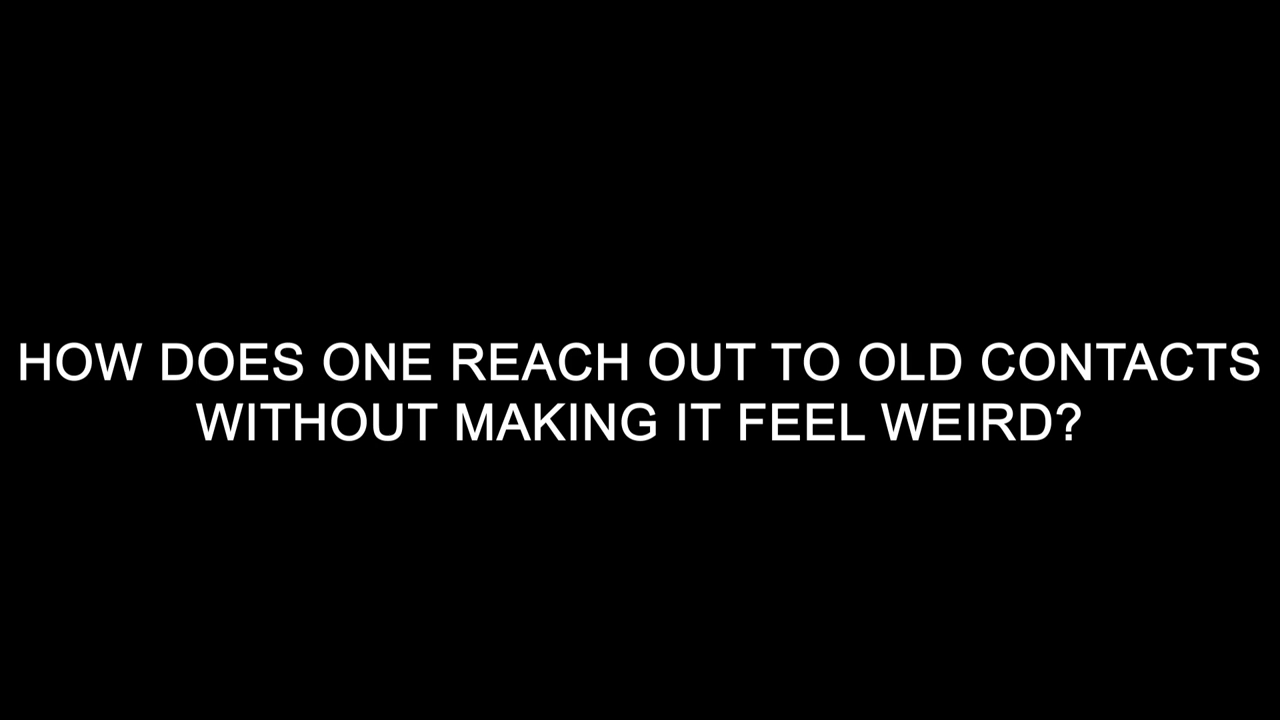 HOW DOES ONE REACH OUT TO OLD CONTACTS
WITHOUT MAKING IT FEEL WEIRD?